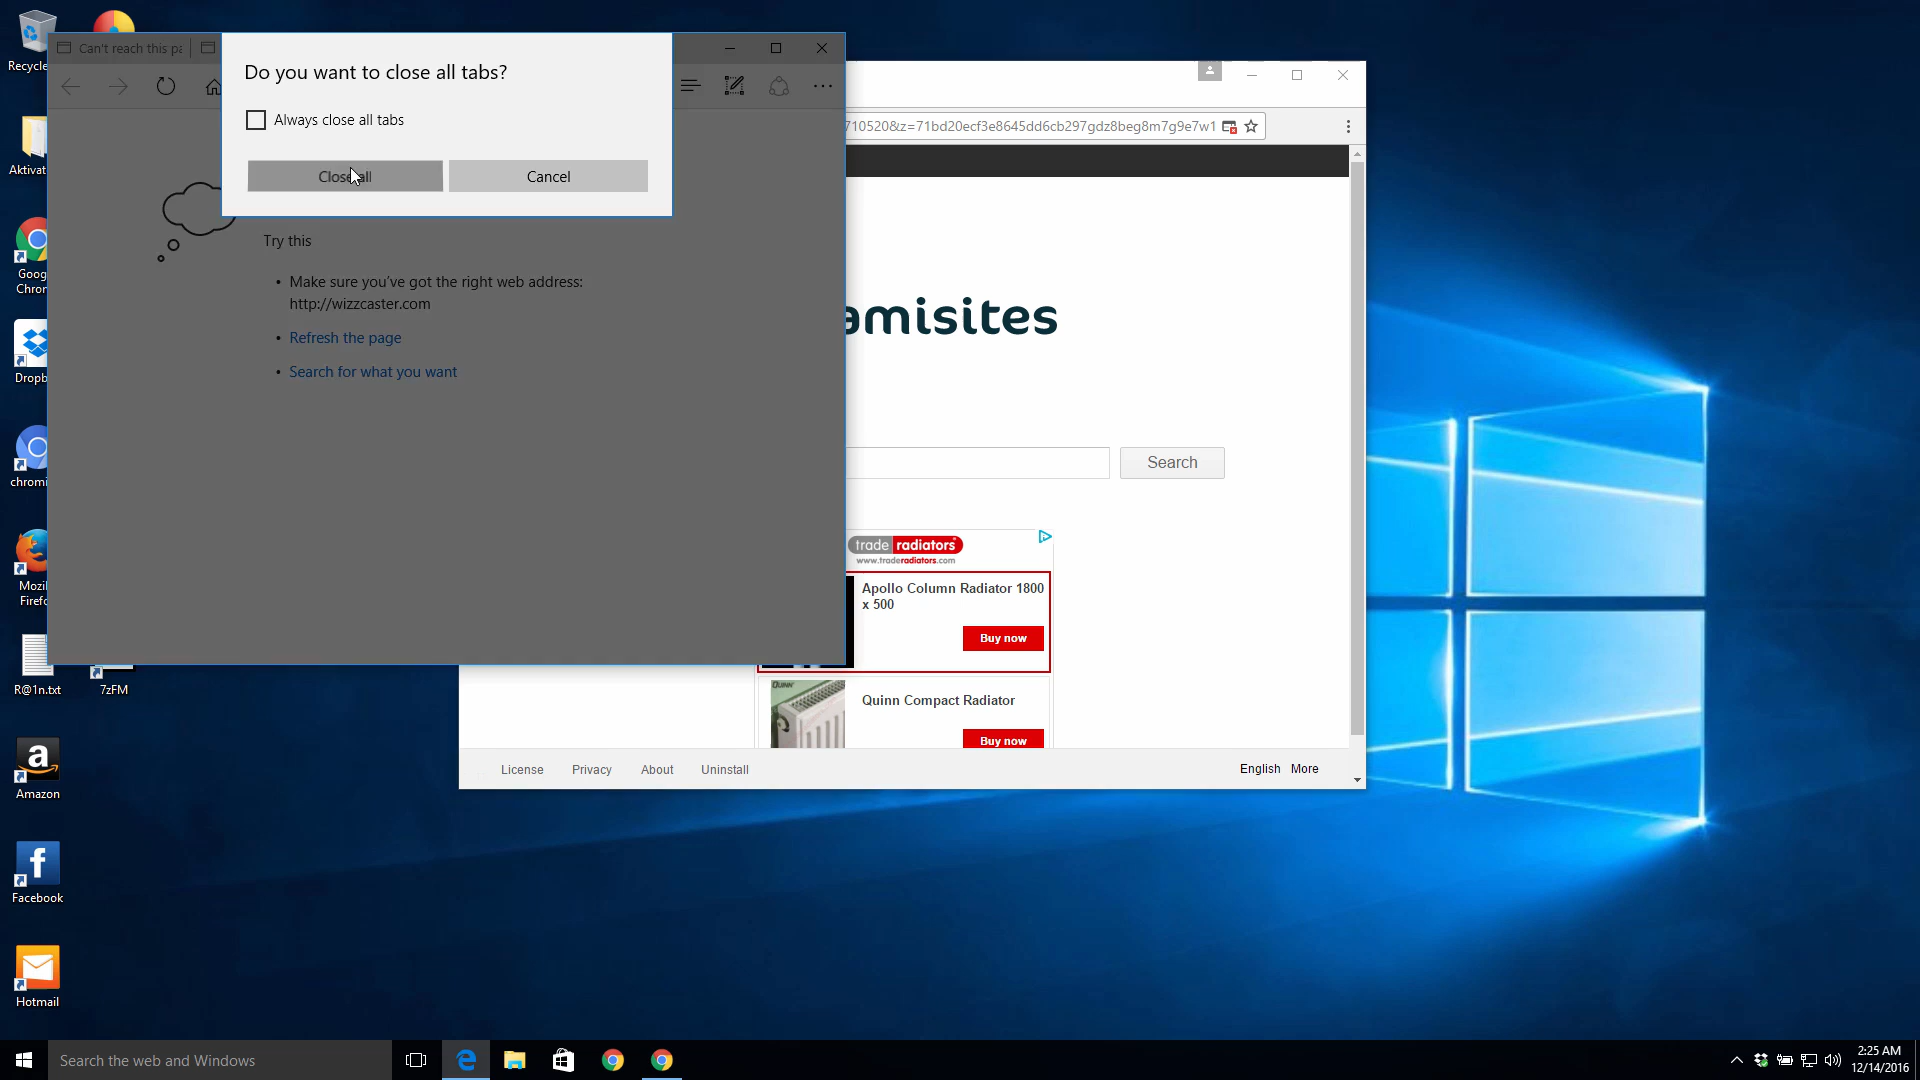 Recycle
Aktivat
Goog
Chron
Dropb
chromi
Mozil
Firefo
R@1n.txt
7zFM
Amazon
Facebook
Hotmail
Can't reach this pa
Do you want to close all tabs?
Always close all tabs
Close all
Cancel
Try this
• Make sure you've got the right web address:
http://wizzcaster.com
• Refresh the page
• Search for what you want
710520&z=71bd20ecf3e8645dd6cb297gdz8beg8m7g9e7w1
amisites
Search
trade radiators
www.traderadiators.com
Apollo Column Radiator 1800
x 500
Buy now
QUINN
Quinn Compact Radiator
Buy now
License Privacy About Uninstall
English More
Search the web and Windows
2:25 AM
12/14/2016